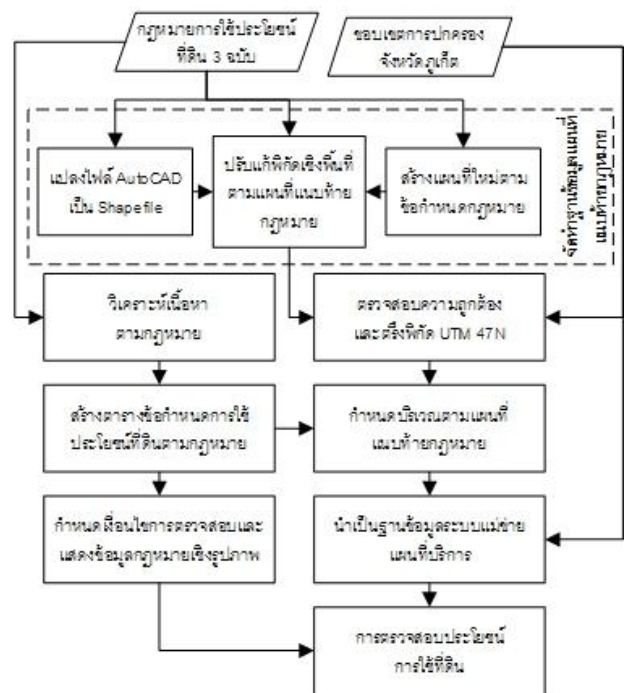 กฎหมายการใช้ประโยชน์
ที่ดิน 3 ฉบับ
ขอบเขตการปกครอง
จังหวัดภูเก็ต
แปลงไฟล์ AutoCAD
เป็น Shapefile
ปรับแก้พิกัดเชิงพื้นที่
ตามแผนที่แนบท้าย
กฎหมาย
สร้างแผนที่ใหม่ตาม
ข้อกำหนดกฎหมาย
จัดทำฐานข้อมูลแผนที่
แนบท้ายกฎหมาย
วิเคราะห์เนื้อหา
ตามกฎหมาย
ตรวจสอบความถูกต้อง
และตรึงพิกัด UTM 47N
สร้างตารางข้อกำหนดการใช้
ประโยชน์ที่ดินตามกฎหมาย
กำหนดบริเวณตามแผนที่
แนบท้ายกฎหมาย
กำหนดเงื่อนไขการตรวจสอบและ
แสดงข้อมูลกฎหมายเชิงรูปภาพ
นำเป็นฐานข้อมูลระบบแม่ข่าย
แผนที่บริการ
การตรวจสอบประโยชน์
การใช้ที่ดิน